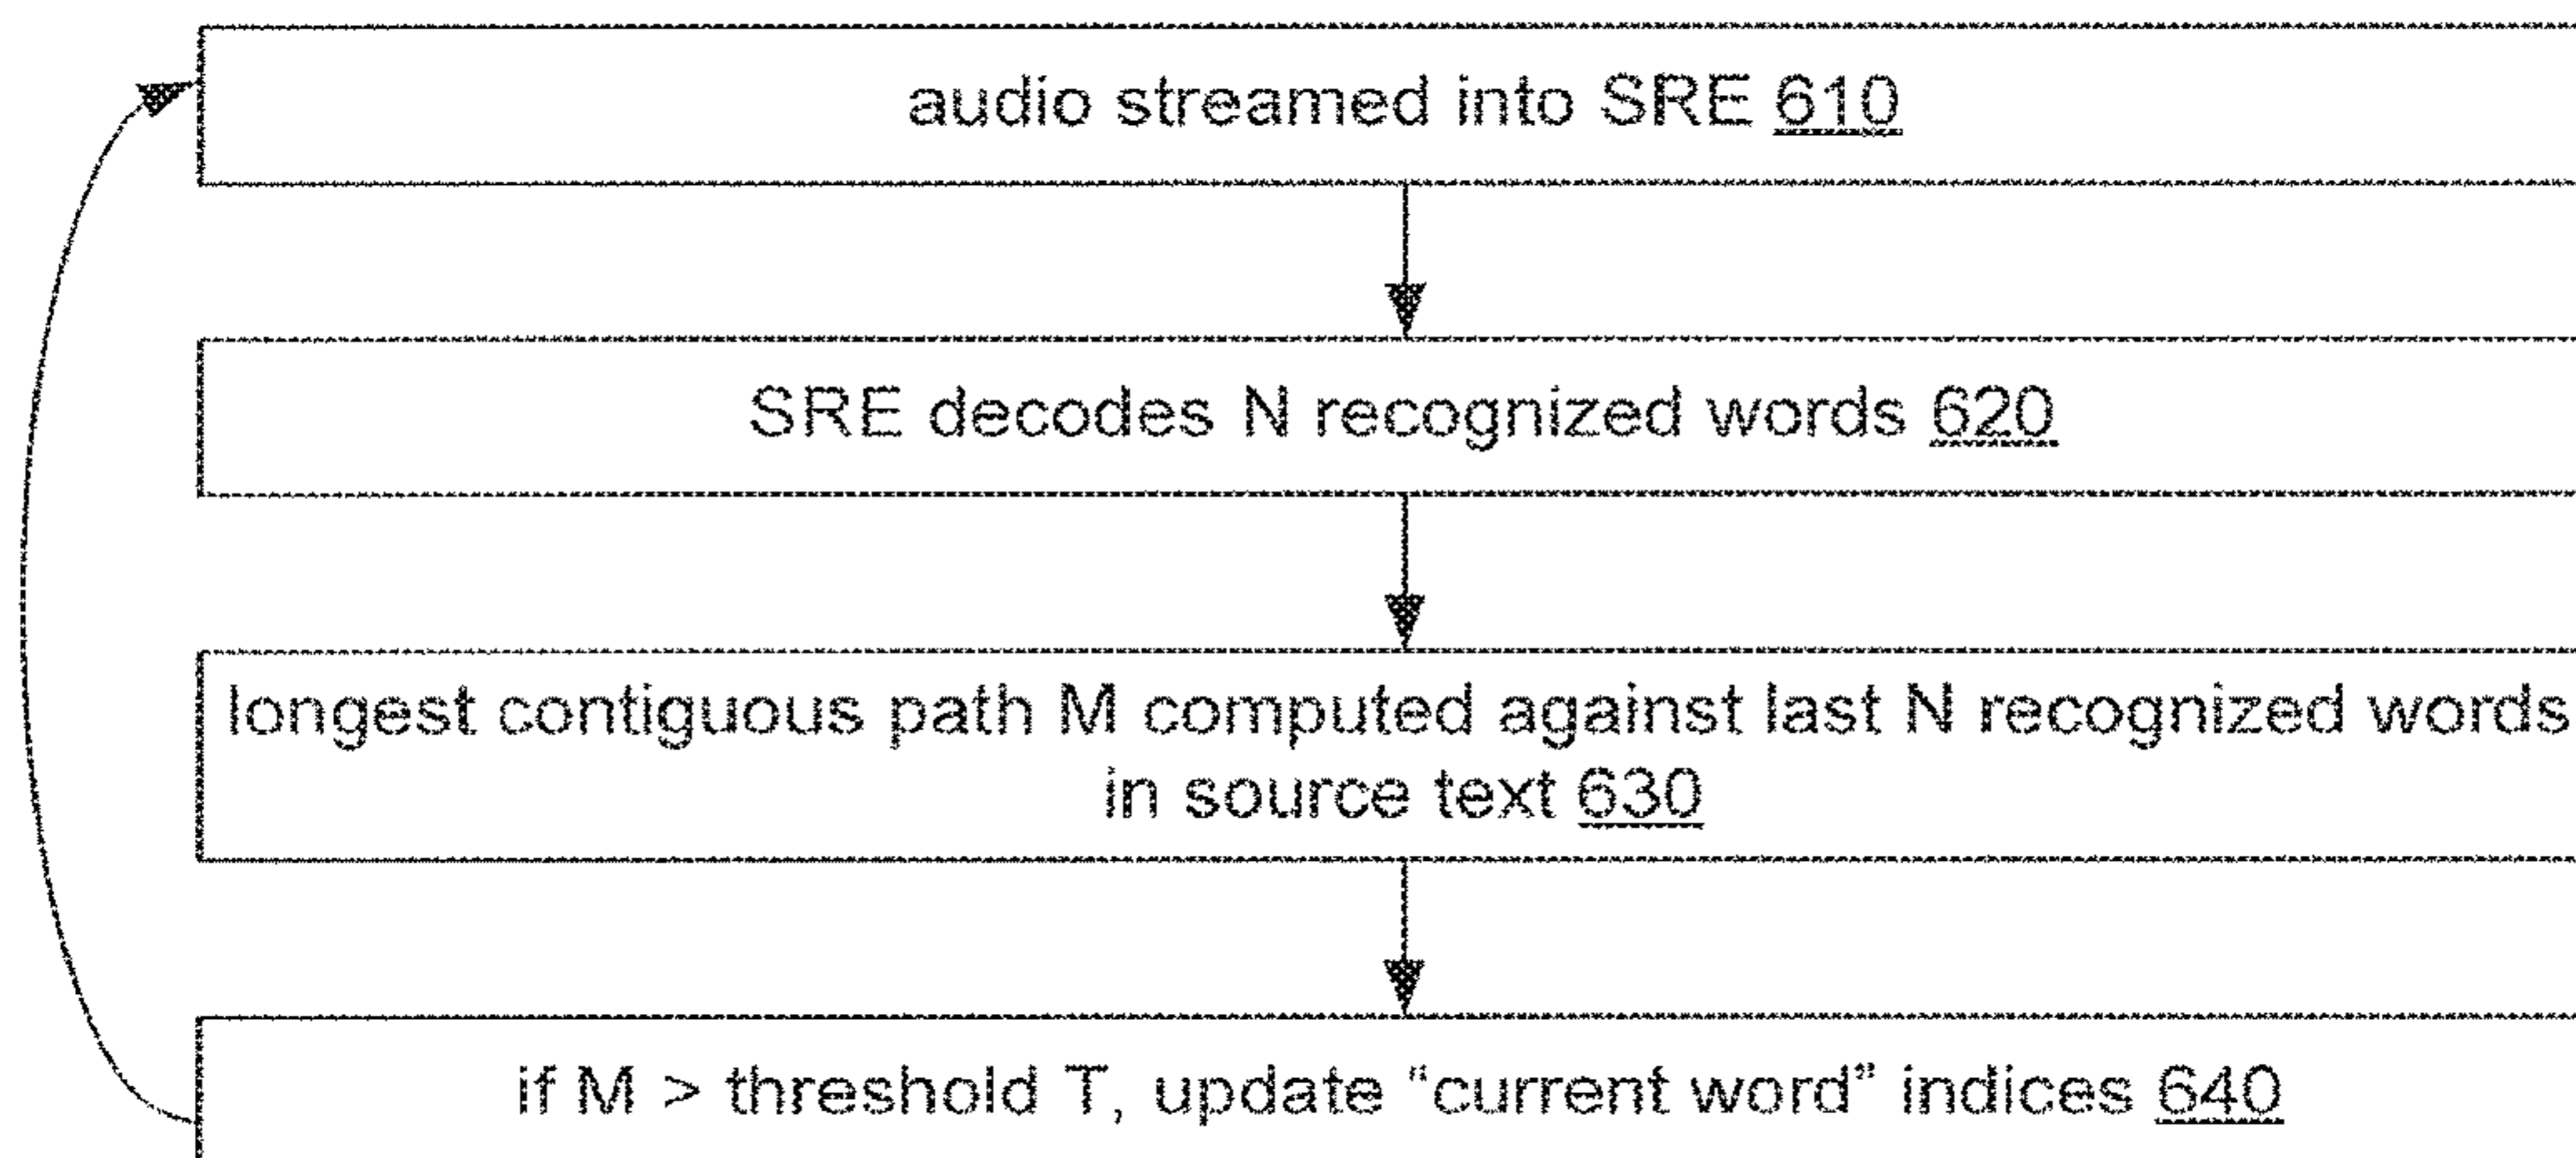 audio streamed into SRE 610
SRE decodes N recognized words 620
longest contiguous path M computed against last N recognized words
in source text 630
if M > threshold T, update “current word” indices 640